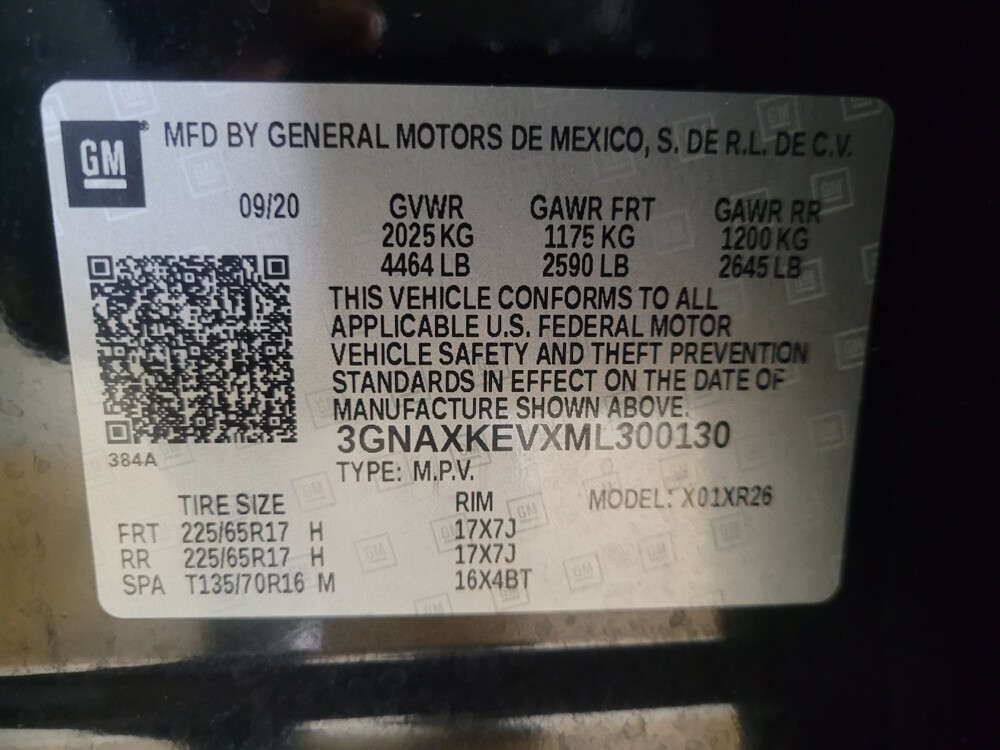 GM
MFD BY GENERAL MOTORS DE MEXICO, S. DE R.L. DE C.V.
09/20 GVWR GAWR FRT GAWR RR
2025 KG 1175 KG 1200 KG
4464 LB 2590 LB 2645 LB
THIS VEHICLE CONFORMS TO ALL
APPLICABLE U.S. FEDERAL MOTOR
VEHICLE SAFETY AND THEFT PREVENTION
STANDARDS IN EFFECT ON THE DATE OF
MANUFACTURE SHOWN ABOVE.
3GNAXKEVXML300130
384A
TYPE: M.P.V.
TIRE SIZE RIM MODEL: X01XR26
FRT 225/65R17 H 17X7J
RR 225/65R17 H 17X7J
SPA T135/70R16 M 16X4BT